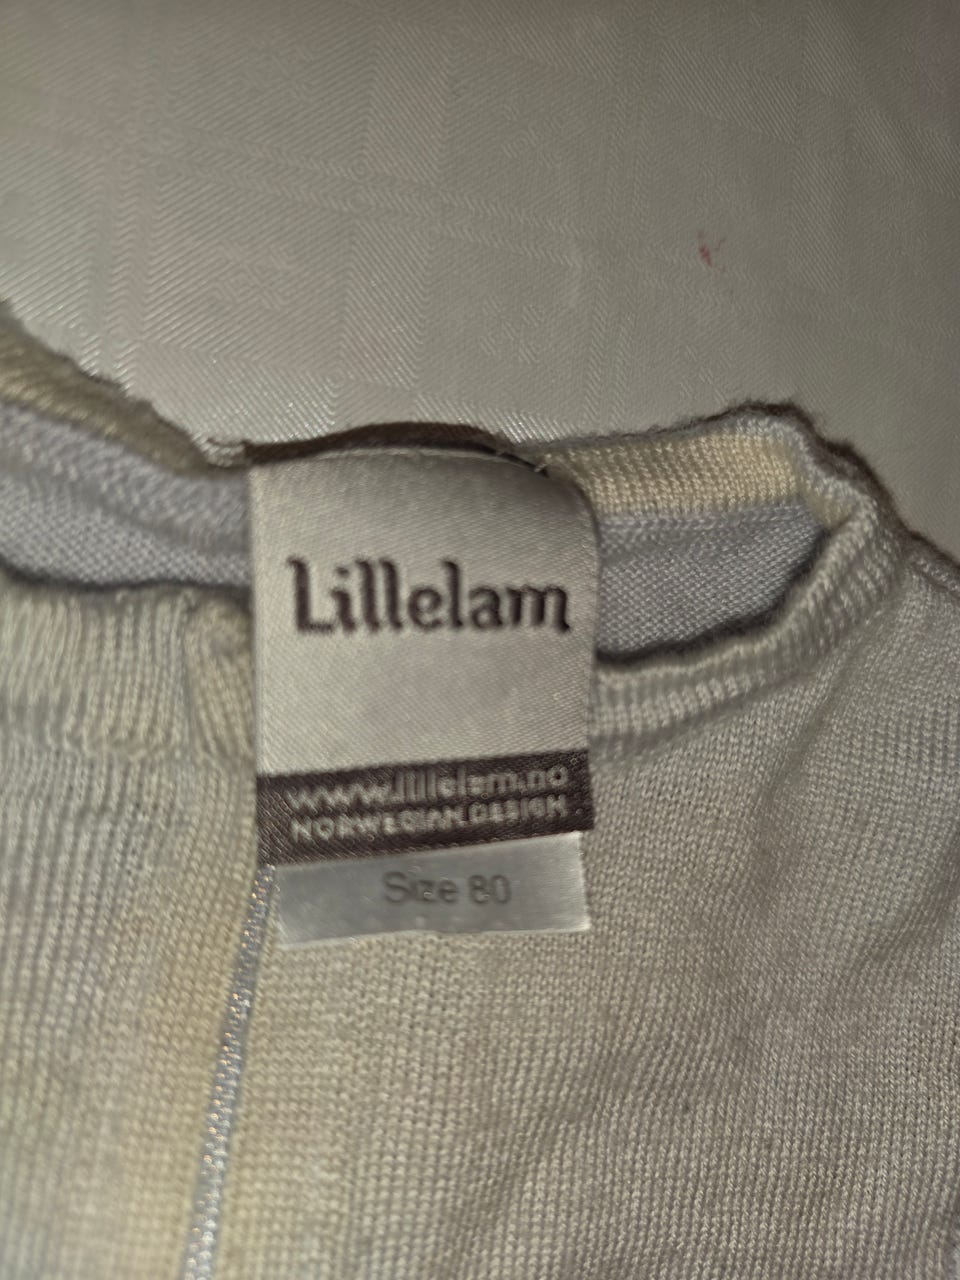 Lillelam
www.lillelam.no
NORWEGIAN DESIGN
Size 80